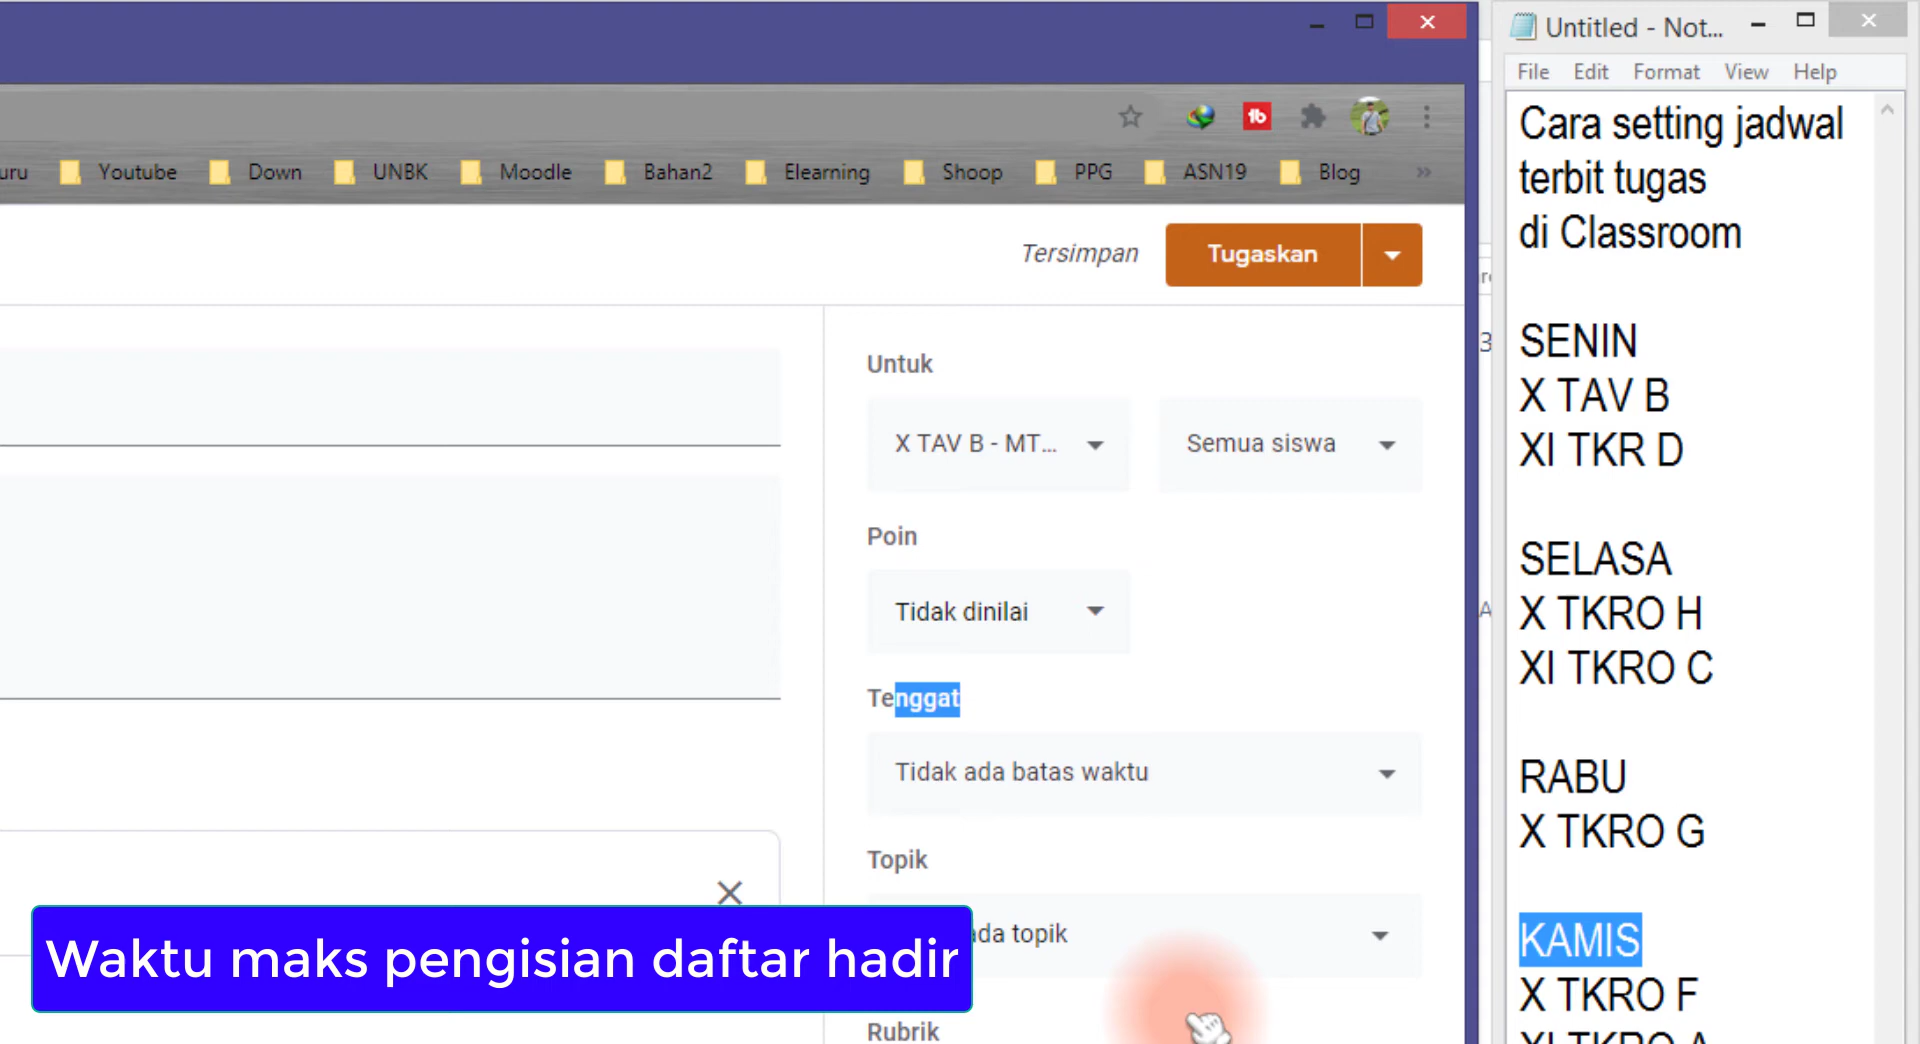 Untitled - Not...
File Edit Format View Help
uru Youtube Down UNBK Moodle Bahan2 Elearning Shoop PPG ASN19 Blog »
Tersimpan
Tugaskan
Untuk
X TAV B - MT...
Semua siswa
Poin
Tidak dinilai
Tenggat
Tidak ada batas waktu
Topik
ada topik
Rubrik
Waktu maks pengisian daftar hadir
Cara setting jadwal
terbit tugas
di Classroom
SENIN
X TAV B
XI TKR D
SELASA
X TKRO H
XI TKRO C
RABU
X TKRO G
KAMIS
X TKRO F
XI TKRO A